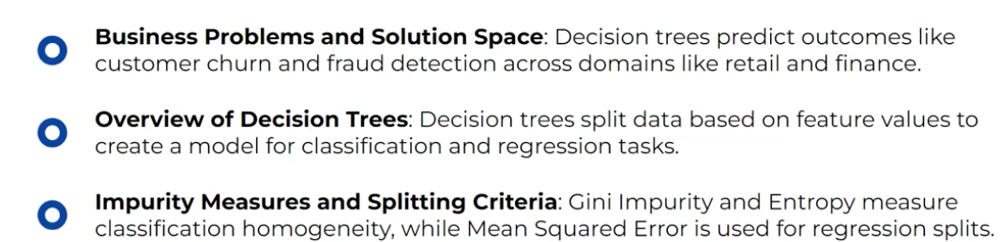 Business Problems and Solution Space: Decision trees predict outcomes like
customer churn and fraud detection across domains like retail and finance.
Overview of Decision Trees: Decision trees split data based on feature values to
create a model for classification and regression tasks.
Impurity Measures and Splitting Criteria: Gini Impurity and Entropy measure
classification homogeneity, while Mean Squared Error is used for regression splits.